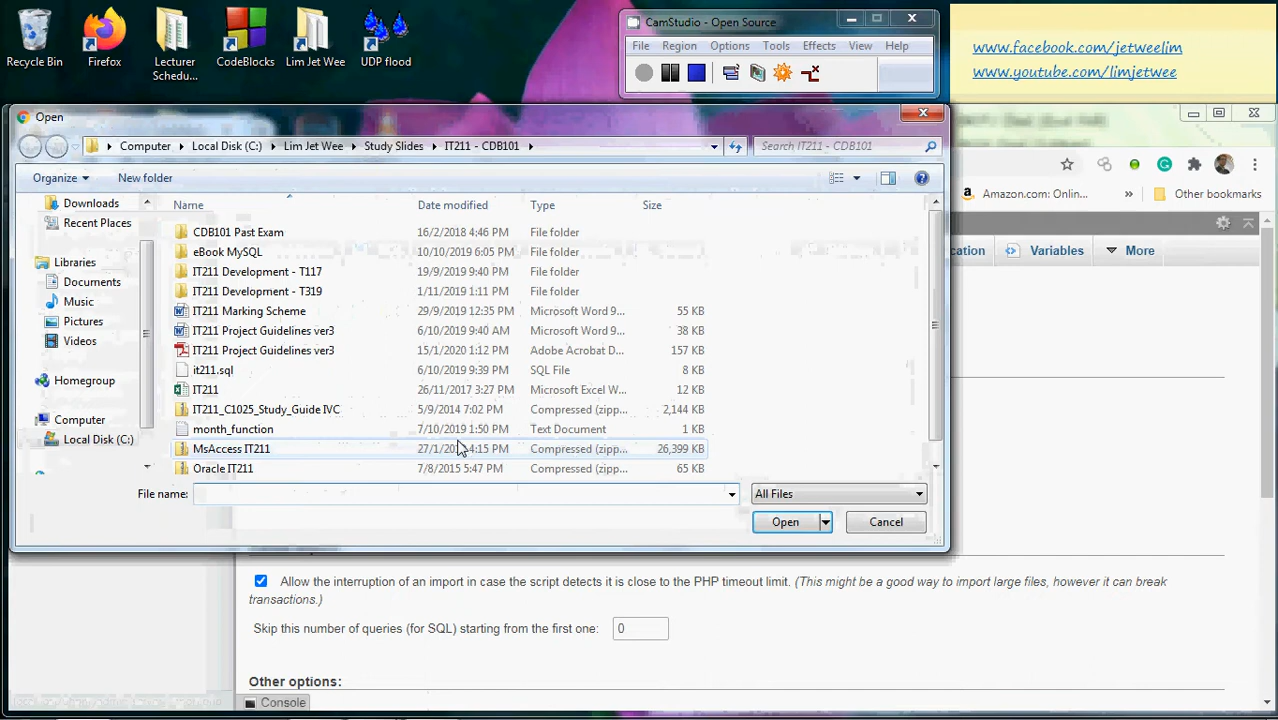 Recycle Bin
Firefox
Lecturer
Schedu...
CodeBlocks
Lim Jet Wee
UDP flood
CamStudio - Open Source
File Region Options Tools Effects View Help
www.facebook.com/jetweelim
www.youtube.com/limjetwee
Open
Computer Local Disk (C:) Lim Jet Wee Study Slides IT211 - CDB101
Search IT211 - CDB101
Organize New folder
Amazon.com: Onlin... » Other bookmarks
Variables More
Downloads
Recent Places
Libraries
Documents
Music
Pictures
Videos
Homegroup
Computer
Local Disk (C:)
Name Date modified Type Size
CDB101 Past Exam 16/2/2018 4:46 PM File folder
eBook MySQL 10/10/2019 6:05 PM File folder
IT211 Development - T117 19/9/2019 9:40 PM File folder
IT211 Development - T319 1/11/2019 1:11 PM File folder
IT211 Marking Scheme 29/9/2019 12:35 PM Microsoft Word 9... 55 KB
IT211 Project Guidelines ver3 6/10/2019 9:40 AM Microsoft Word 9... 38 KB
IT211 Project Guidelines ver3 15/1/2020 1:12 PM Adobe Acrobat D... 157 KB
it211.sql 6/10/2019 9:39 PM SQL File 8 KB
IT211 26/11/2017 3:27 PM Microsoft Excel W... 12 KB
IT211_C1025_Study_Guide IVC 5/9/2014 7:02 PM Compressed (zipp... 2,144 KB
month_function 7/10/2019 1:50 PM Text Document 1 KB
MsAccess IT211 4:15 PM Compressed (zipp... 26,399 KB
Oracle IT211 7/8/2015 5:47 PM Compressed (zipp... 65 KB
File name: All Files
Open Cancel
Allow the interruption of an import in case the script detects it is close to the PHP timeout limit. (This might be a good way to import large files, however it can break
transactions.)
Skip this number of queries (for SQL) starting from the first one: 0
Other options:
Console